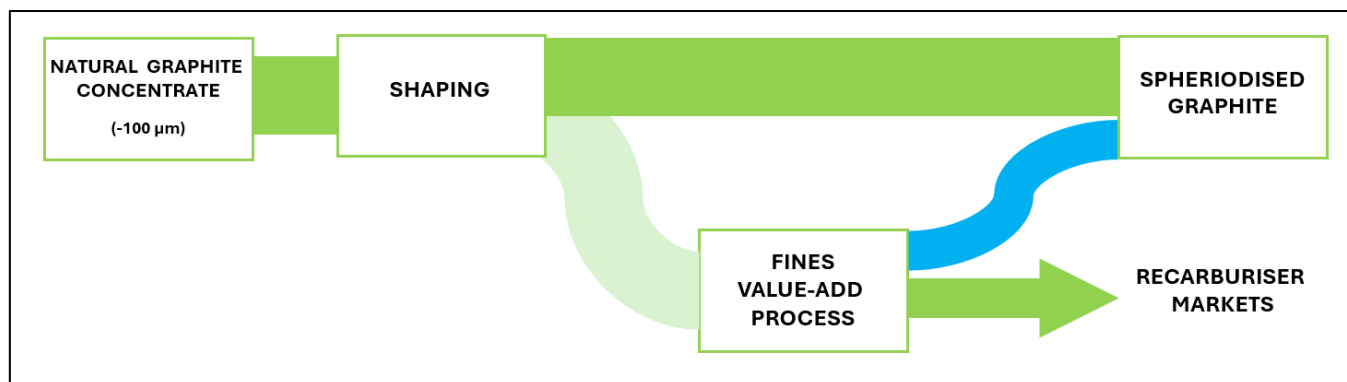 NATURAL GRAPHITE
CONCENTRATE
(-100 µm)
SHAPING
SPHERIODISED
GRAPHITE
FINES
VALUE-ADD
PROCESS
RECARBURISER
MARKETS